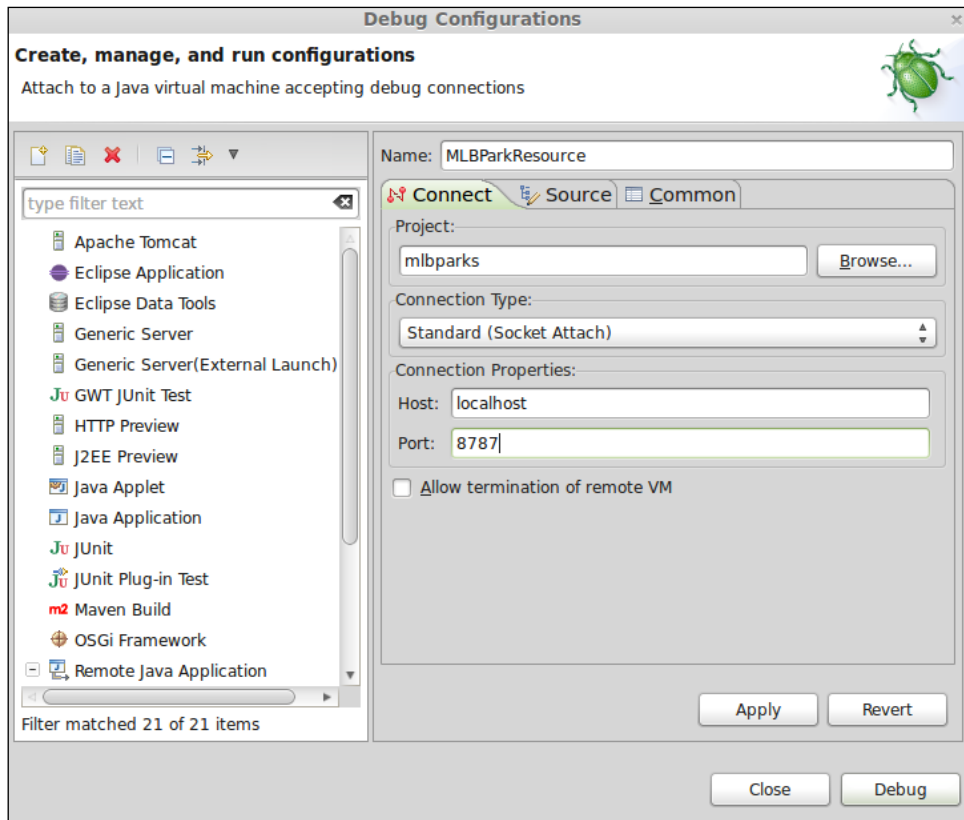 Debug Configurations
Create, manage, and run configurations
Attach to a Java virtual machine accepting debug connections
type filter text
Apache Tomcat
Eclipse Application
Eclipse Data Tools
Generic Server
Generic Server(External Launch)
Ju GWT JUnit Test
HTTP Preview
J2EE Preview
Java Applet
Java Application
Ju JUnit
JUnit Plug-in Test
m2 Maven Build
OSGi Framework
Remote Java Application
Filter matched 21 of 21 items
Name: MLBParkResource
Connect Source Common
Project:
mlbparks Browse...
Connection Type:
Standard (Socket Attach)
Connection Properties:
Host: localhost
Port: 8787
Allow termination of remote VM
Apply Revert
Close Debug